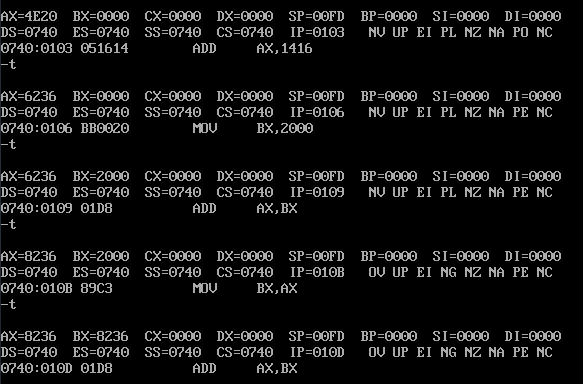 AX=4E20  BX=0000  CX=0000  DX=0000  SP=00FD  BP=0000  SI=0000  DI=0000
DS=0740  ES=0740  SS=0740  CS=0740  IP=0103   NV UP EI PL NZ NA PO NC
0740:0103 051614        ADD     AX,1416
-t
AX=6236  BX=0000  CX=0000  DX=0000  SP=00FD  BP=0000  SI=0000  DI=0000
DS=0740  ES=0740  SS=0740  CS=0740  IP=0106   NV UP EI PL NZ NA PE NC
0740:0106 BB0020        MOV     BX,2000
-t
AX=6236  BX=2000  CX=0000  DX=0000  SP=00FD  BP=0000  SI=0000  DI=0000
DS=0740  ES=0740  SS=0740  CS=0740  IP=0109   NV UP EI PL NZ NA PE NC
0740:0109 01D8          ADD     AX,BX
-t
AX=8236  BX=2000  CX=0000  DX=0000  SP=00FD  BP=0000  SI=0000  DI=0000
DS=0740  ES=0740  SS=0740  CS=0740  IP=010B   OV UP EI NG NZ NA PE NC
0740:010B 89C3          MOV     BX,AX
-t
AX=8236  BX=8236  CX=0000  DX=0000  SP=00FD  BP=0000  SI=0000  DI=0000
DS=0740  ES=0740  SS=0740  CS=0740  IP=010D   OV UP EI NG NZ NA PE NC
0740:010D 01D8          ADD     AX,BX